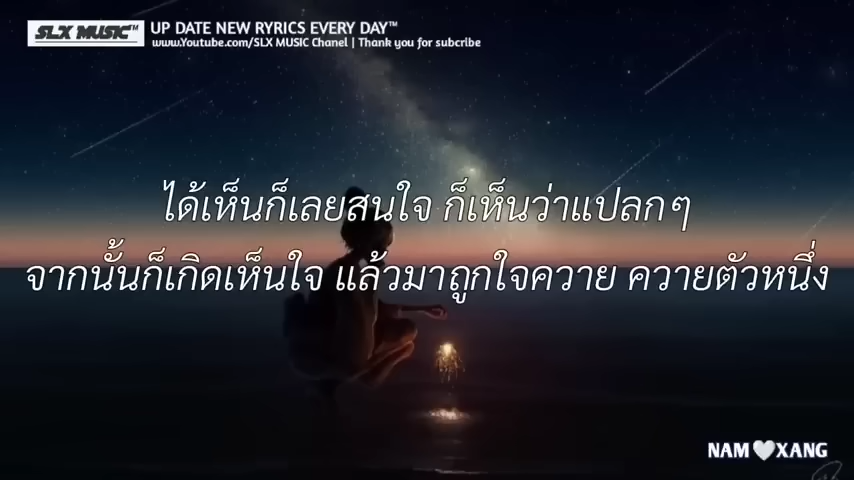 SLX MUSIC™ UP DATE NEW RYRICS EVERY DAY™
www.Youtube.com/SLX MUSIC Chanel | Thank you for subcribe
ได้เห็นก็เลยสนใจ ก็เห็นว่าแปลกๆ
จากนั้นก็เกิดเห็นใจ แล้วมาถูกใจควาย ควายตัวหนึ่ง
NAM🤍XANG